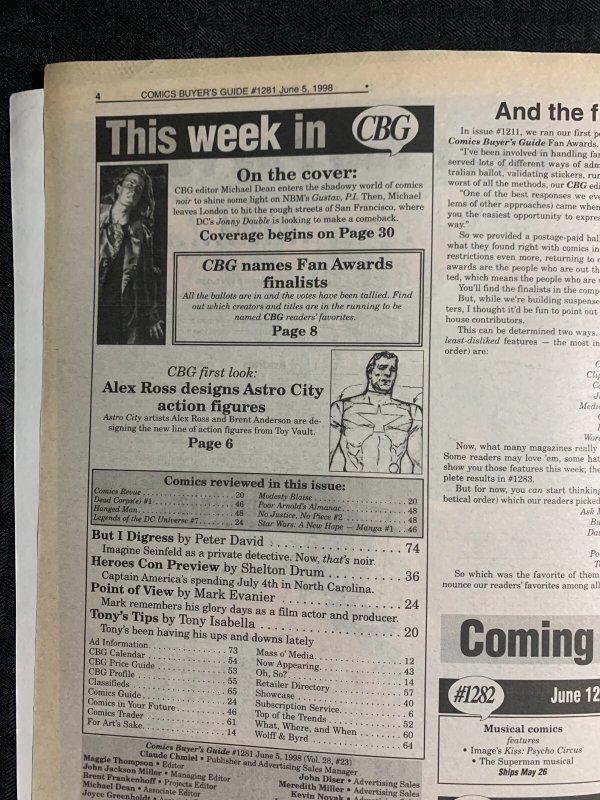 4
COMICS BUYER'S GUIDE #1281 June 5, 1998
This week in CBG
On the cover:
CBG editor Michael Dean enters the shadowy world of comics
noir to shine some light on NBM's Gustav, P.I. Then, Michael
leaves London to hit the rough streets of San Francisco, where
DC's Jonny Double is looking to make a comeback.
Coverage begins on Page 30
CBG names Fan Awards
finalists
All the ballots are in and the votes have been tallied. Find
out which creators and titles are in the running to be
named CBG readers' favorites.
Page 8
CBG first look:
Alex Ross designs Astro City
action figures
Astro City artists Alex Ross and Brent Anderson are de-
signing the new line of action figures from Toy Vault.
Page 6
Comics reviewed in this issue:
Comics Revue 20
Dead Corps(e) #1 46
Hanged Man 48
Legends of the DC Universe #7 24
Modesty Blaise 20
Poor Arnold's Almanac 48
No Justice, No Piece #2 48
Star Wars: A New Hope — Manga #1 46
But I Digress by Peter David 74
Imagine Seinfeld as a private detective. Now, that's noir.
Heroes Con Preview by Shelton Drum 36
Captain America's spending July 4th in North Carolina.
Point of View by Mark Evanier 24
Mark remembers his glory days as a film actor and producer.
Tony's Tips by Tony Isabella 20
Tony's been having his ups and downs lately
Ad Information 73
CBG Calendar 54
CBG Price Guide 53
CBG Profile 55
Classifieds 65
Comics Guide 24
Comics in Your Future 46
Comics Trader 61
For Art's Sake 14
Mass o' Media 12
Now Appearing 43
Oh, So? 14
Retailer Directory 57
Showcase 40
Subscription Service 6
Top of the Trends 52
What, Where, and When 60
Wolff & Byrd 64
Comics Buyer's Guide #1281 June 5, 1998 (Vol. 28, #23)
Claude Chmiel • Publisher and Advertising Sales Manager
Maggie Thompson • Editor
John Jackson Miller • Managing Editor
Brent Frankenhoff • Projects Editor
Michael Dean • Associate Editor
Joyce Greenholdt
John Diser • Advertising Sales
Meredith Miller • Advertising Sales
Kevin Novak
And the f
In issue #1211, we ran our first po
Comics Buyer's Guide Fan Awards.
"I've been involved in handling fan
served lots of different ways of adm
tralian ballot, validating stickers, run
worst of all the methods, our CBG edi
"One of the best responses we eve
lems of other approaches) came when
you the easiest opportunity to expres
way."
So we provided a postage-paid ball
what they found right with comics in
restrictions even more, returning to o
awards are the people who are out th
ted, which means the people who are
You'll find the finalists in the comp
But, while we're building suspense
ters, I thought it'd be fun to point out
house contributors.
This can be determined two ways.
least-disliked features — the most in
order) are:
C
Clip
Co
J
Medi
Wor
Now, what many magazines really
Some readers may love 'em, some hat
show you those features this week; the
plete results in #1283.
But for now, you can start thinking
betical order) which our readers picked
Ask M
Bu
Dau
Po
T
So which was the favorite of them
nounce our readers' favorites among all
Coming
#1282
June 12
Musical comics
features
• Image's Kiss: Psycho Circus
• The Superman musical
Ships May 26